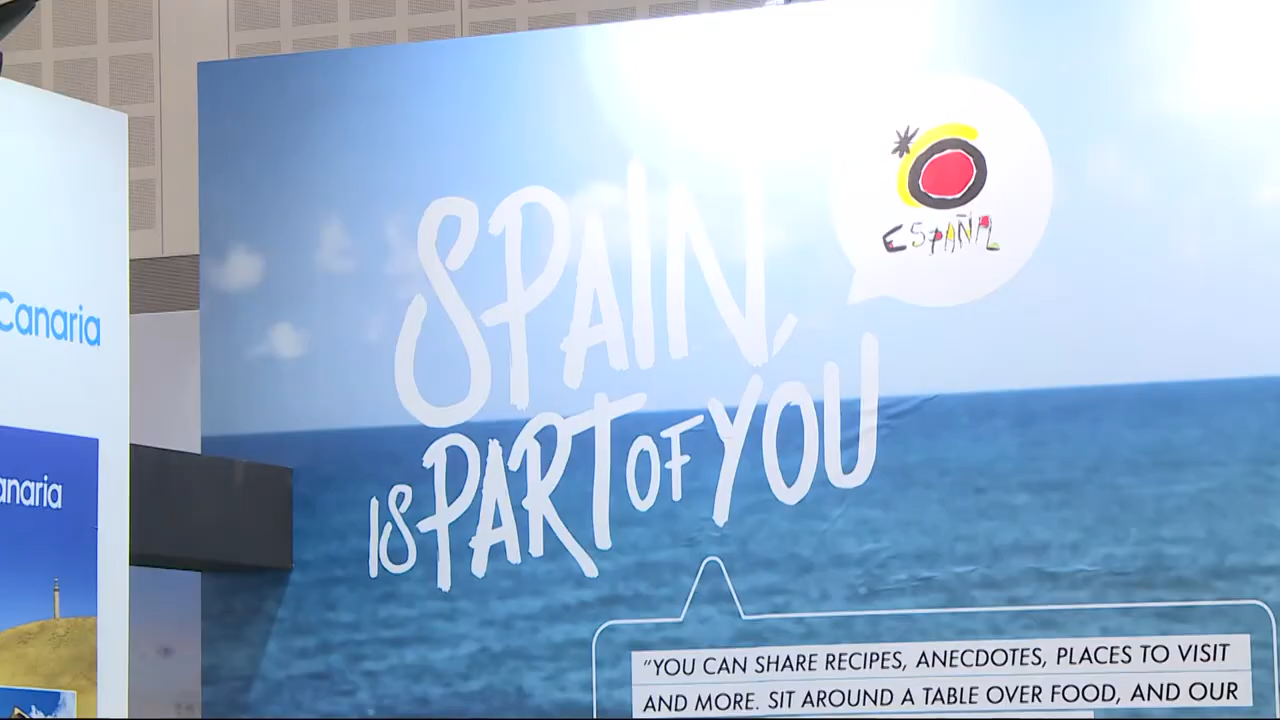 Canaria
anaria
SPAIN,
IS PART OF YOU
ESPAÑA
"YOU CAN SHARE RECIPES, ANECDOTES, PLACES TO VISIT
AND MORE. SIT AROUND A TABLE OVER FOOD, AND OUR